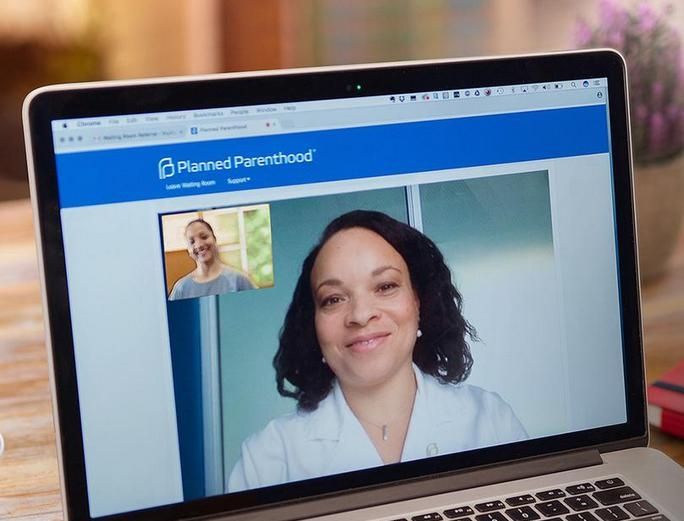 Chrome File Edit View History Bookmarks People Window Help
Planned Parenthood
Planned Parenthood
Leave Waiting Room Support